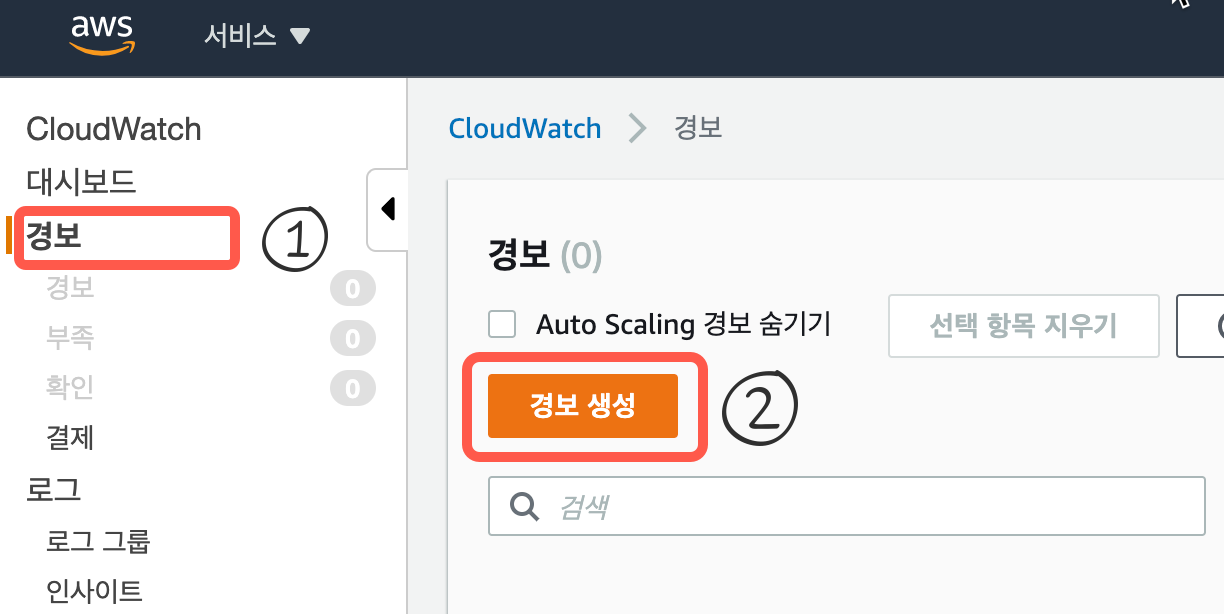 aws 서비스
CloudWatch
대시보드
경보 1
경보 0
부족 0
확인 0
결제
로그
로그 그룹
인사이트
CloudWatch > 경보
경보 (0)
Auto Scaling 경보 숨기기 선택 항목 지우기
경보 생성 2
검색